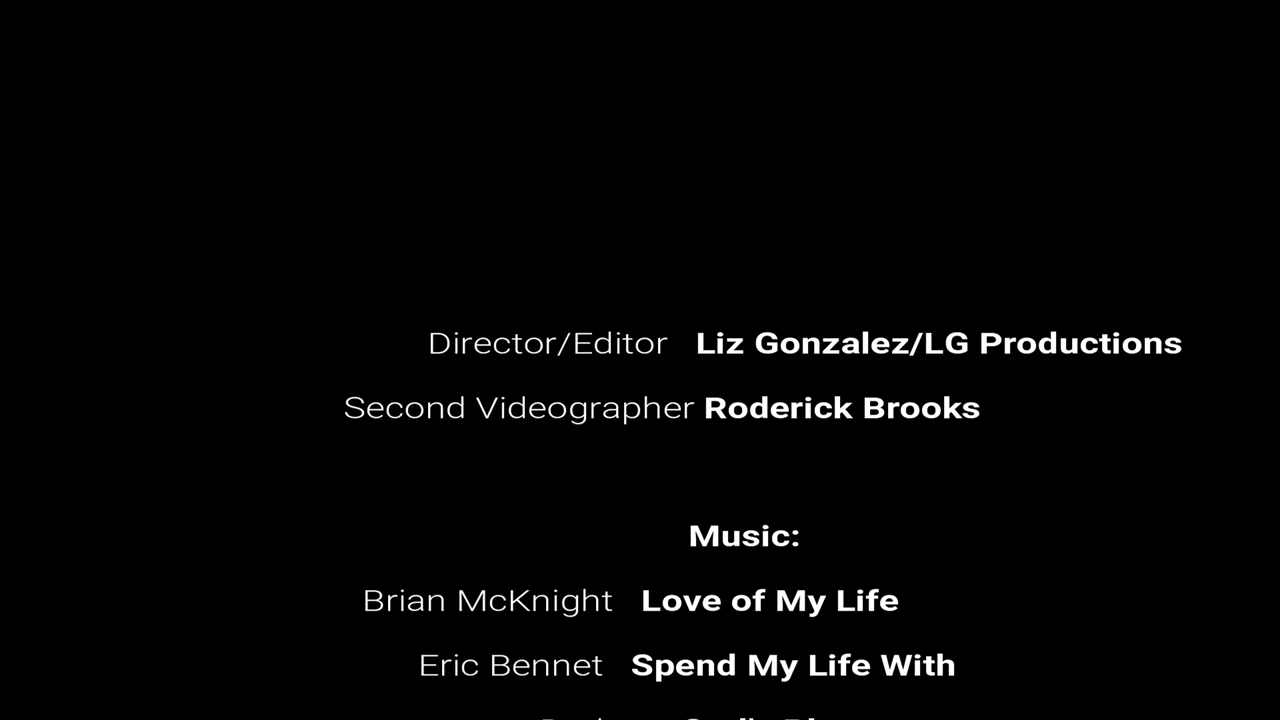 Director/Editor Liz Gonzalez/LG Productions
Second Videographer Roderick Brooks
Music:
Brian McKnight Love of My Life
Eric Bennet Spend My Life With